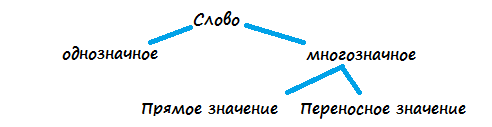 Слово
однозначное многозначное
Прямое значение Переносное значение